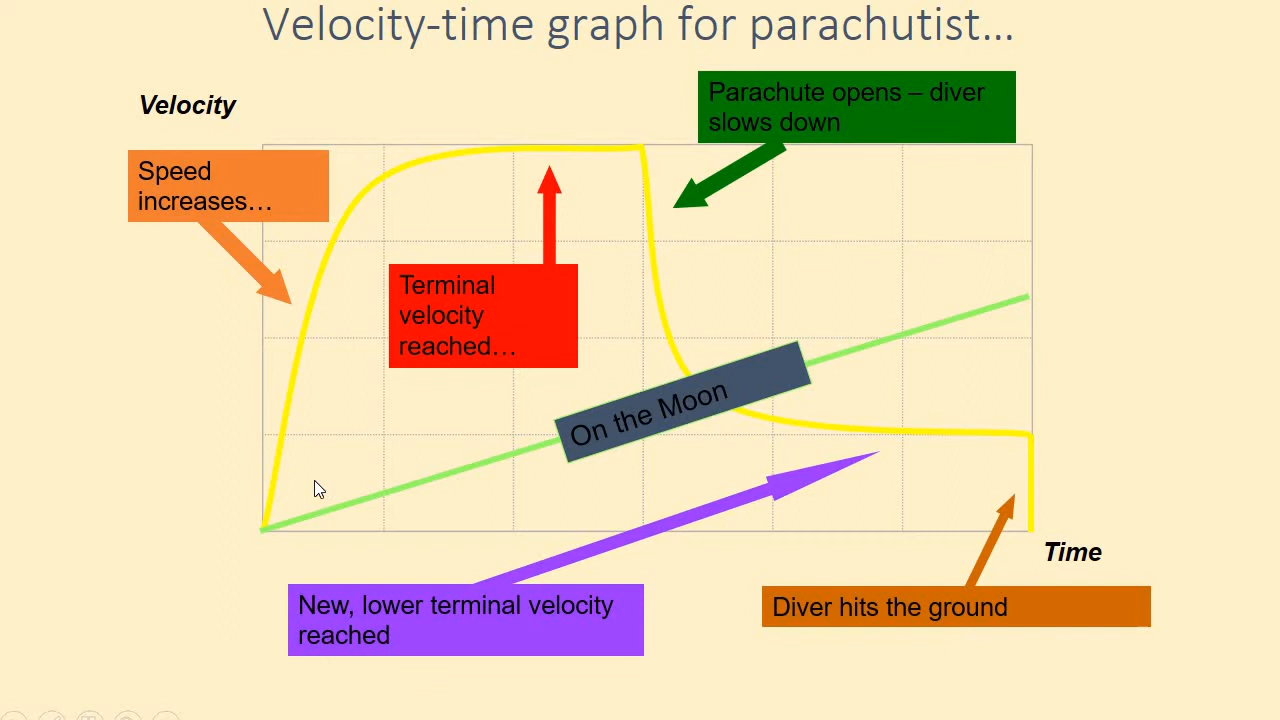 Velocity-time graph for parachutist...
Velocity
Parachute opens – diver
slows down
Speed
increases…
Terminal
velocity
reached…
On the Moon
Time
New, lower terminal velocity
reached
Diver hits the ground